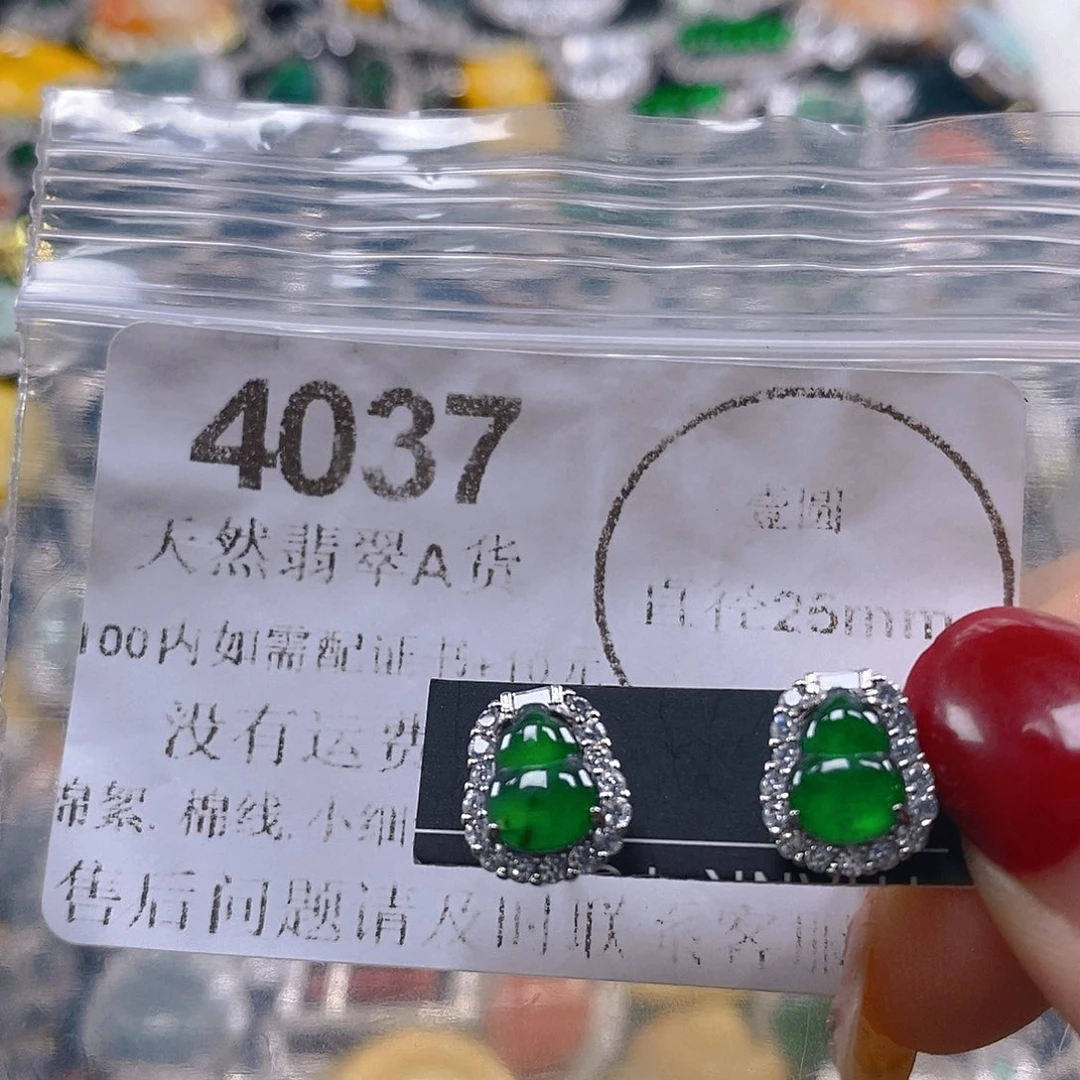 4037
天然翡翠A货
壹圆
直径25mm
100内如需配证书+10元
没有运费
棉絮.棉线.小细
售后问题请及时联系客服